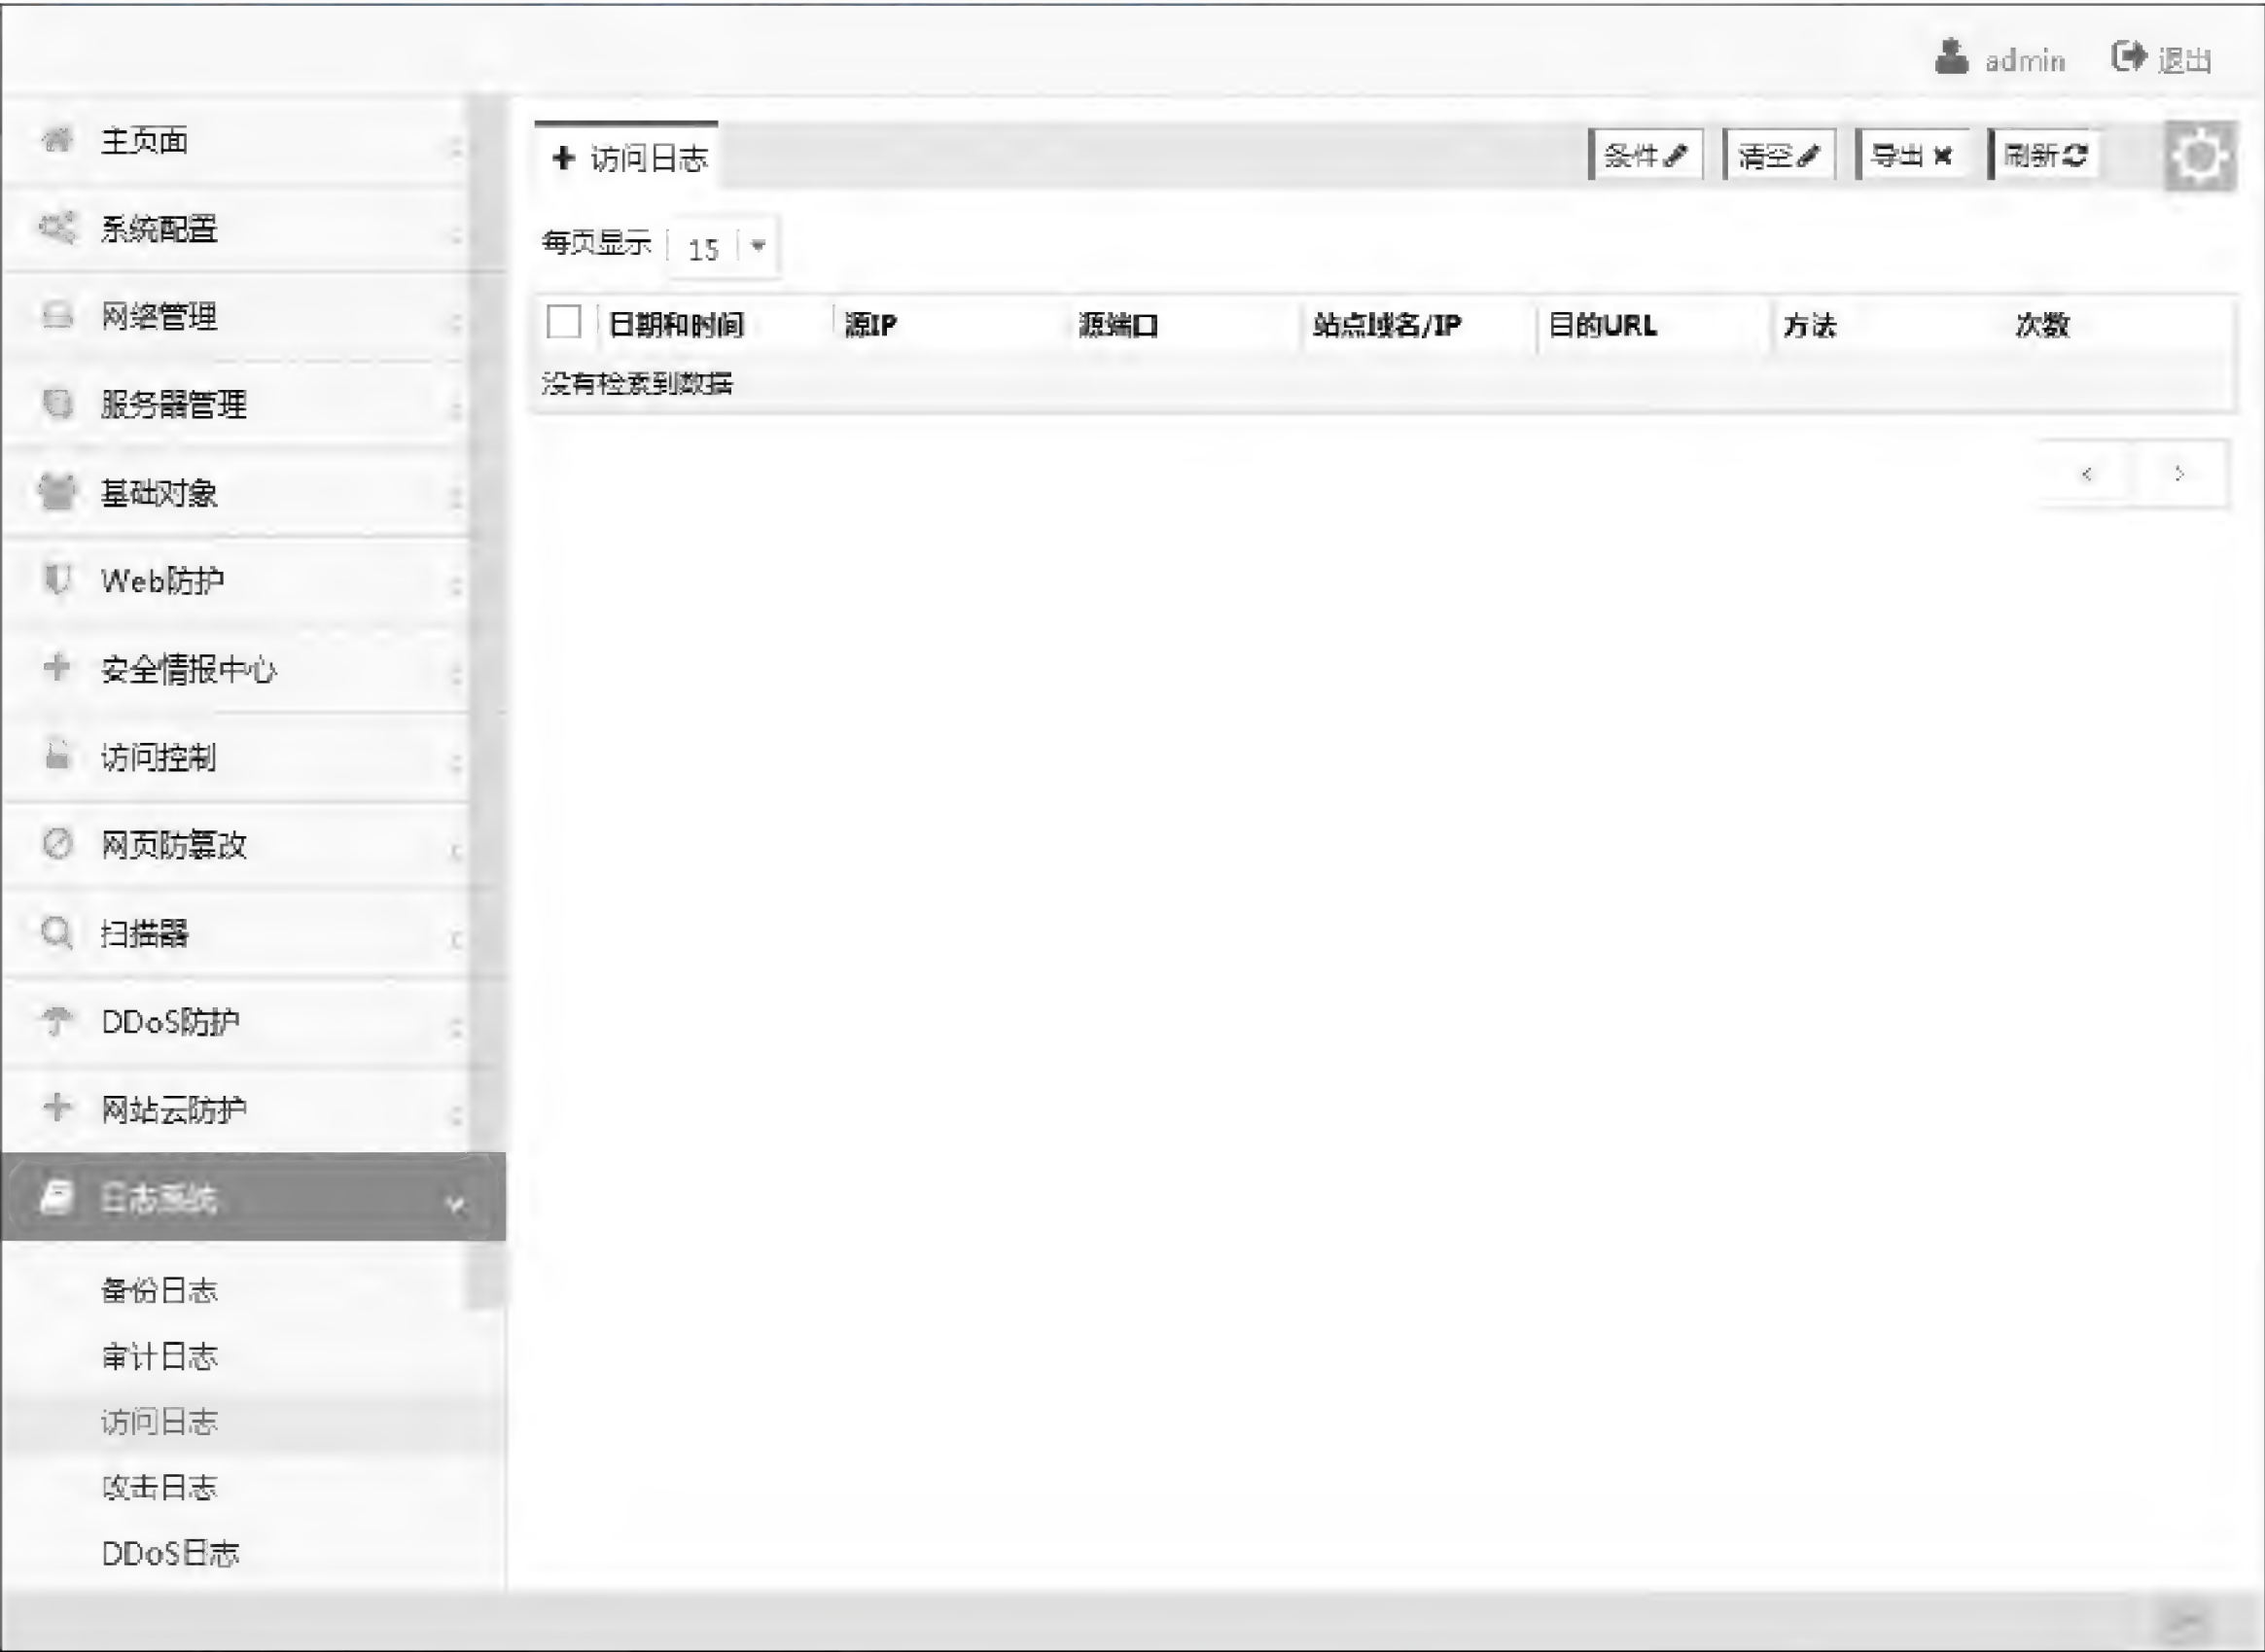 admin 退出
主页面
系统配置
网络管理
服务器管理
基础对象
Web防护
安全情报中心
访问控制
网页防篡改
扫描器
DDoS防护
网站云防护
日志系统
备份日志
审计日志
访问日志
攻击日志
DDoS日志
访问日志
条件 清空 导出 刷新
每页显示 15
日期和时间 源IP 源端口 站点域名/IP 目的URL 方法 次数
没有检索到数据